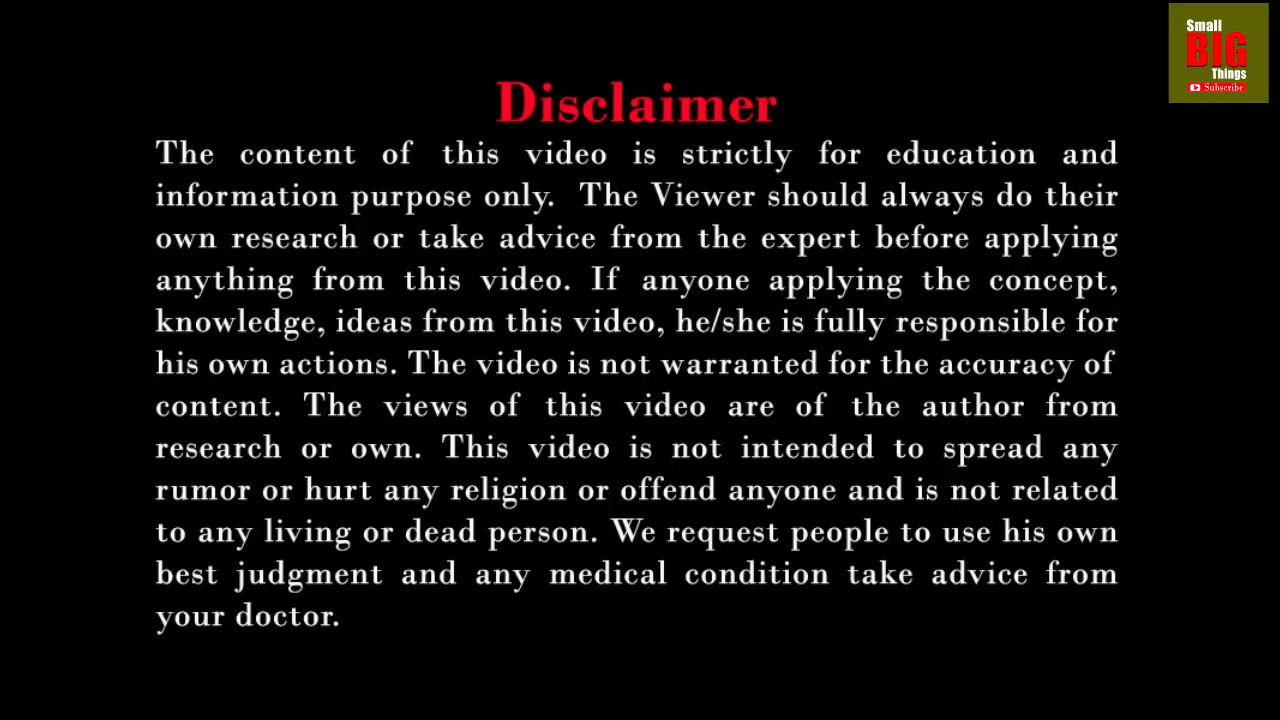 Small
BIG
Things
Subscribe
Disclaimer
The content of this video is strictly for education and
information purpose only. The Viewer should always do their
own research or take advice from the expert before applying
anything from this video. If anyone applying the concept,
knowledge, ideas from this video, he/she is fully responsible for
his own actions. The video is not warranted for the accuracy of
content. The views of this video are of the author from
research or own. This video is not intended to spread any
rumor or hurt any religion or offend anyone and is not related
to any living or dead person. We request people to use his own
best judgment and any medical condition take advice from
your doctor.